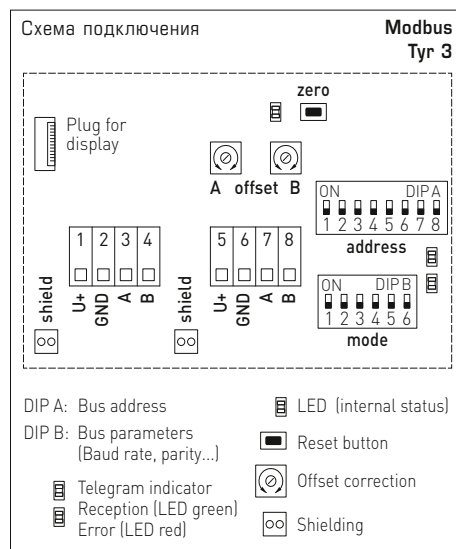 Схема подключения
Modbus
Tyr 3
zero
Plug for
display
A offset B
ON DIP A
1 2 3 4 5 6 7 8
address
1 2 3 4
U+ GND A B
shield
5 6 7 8
U+ GND A B
shield
ON DIP B
1 2 3 4 5 6
mode
DIP A: Bus address
DIP B: Bus parameters
(Baud rate, parity...)
Telegram indicator
Reception (LED green)
Error (LED red)
LED (internal status)
Reset button
Offset correction
Shielding